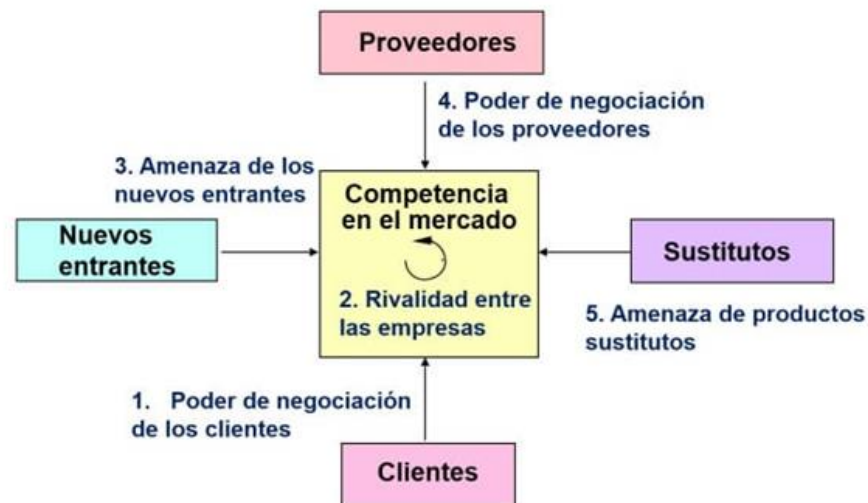 Proveedores
4. Poder de negociación
de los proveedores
3. Amenaza de los
nuevos entrantes
Competencia
en el mercado
Nuevos
entrantes
Sustitutos
2. Rivalidad entre
las empresas
5. Amenaza de productos
sustitutos
1. Poder de negociación
de los clientes
Clientes